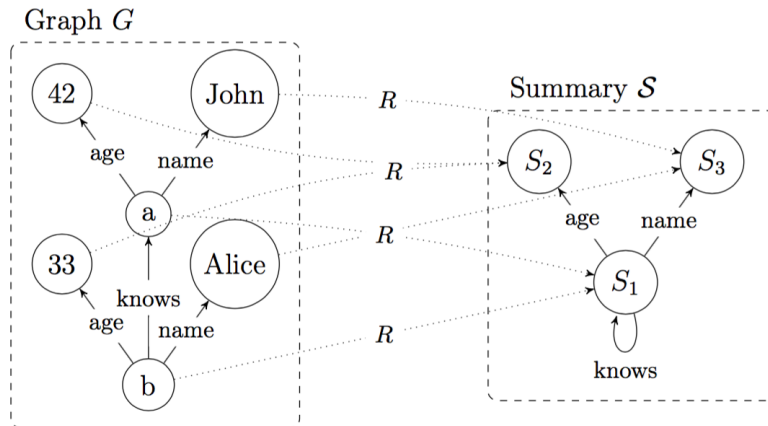 Graph G
Summary S
42
John
R
age
name
R
S₂
S₃
a
age
name
33
Alice
R
S₁
knows
age
name
R
knows
b